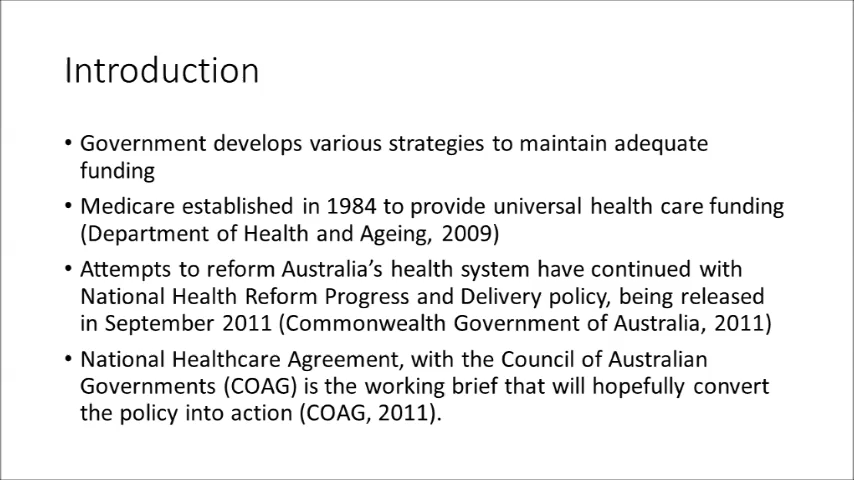 Introduction
• Government develops various strategies to maintain adequate
funding
• Medicare established in 1984 to provide universal health care funding
(Department of Health and Ageing, 2009)
• Attempts to reform Australia’s health system have continued with
National Health Reform Progress and Delivery policy, being released
in September 2011 (Commonwealth Government of Australia, 2011)
• National Healthcare Agreement, with the Council of Australian
Governments (COAG) is the working brief that will hopefully convert
the policy into action (COAG, 2011).